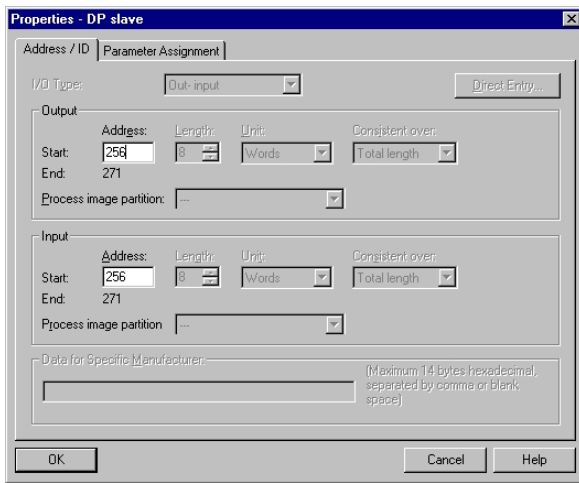 Properties - DP slave
Address / ID Parameter Assignment
I/O Type: Out- input Direct Entry...
Output
Address: Length: Unit: Consistent over:
Start: 256 8 Words Total length
End: 271
Process image partition: ---
Input
Address: Length: Unit: Consistent over:
Start: 256 8 Words Total length
End: 271
Process image partition ---
Data for Specific Manufacturer:
(Maximum 14 bytes hexadecimal,
separated by comma or blank
space)
OK Cancel Help